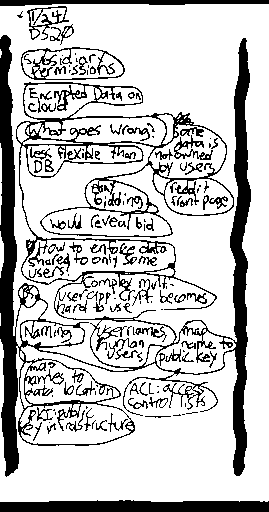 1/24/
DS20
Subsidiary
permissions
Encrypted Data on
cloud
What goes wrong?
less flexible than
DB
Some
data is
not owned
by users
reddit
front page
bidding
would reveal bid
How to enforce data
shared to only some
users?
Complex multi-
user app: crypt. becomes
hard to use
Naming
usernames,
human
users
map
name to
public key
map
names to
data location
ACL: access
control lists
PKI: public
key infrastructure